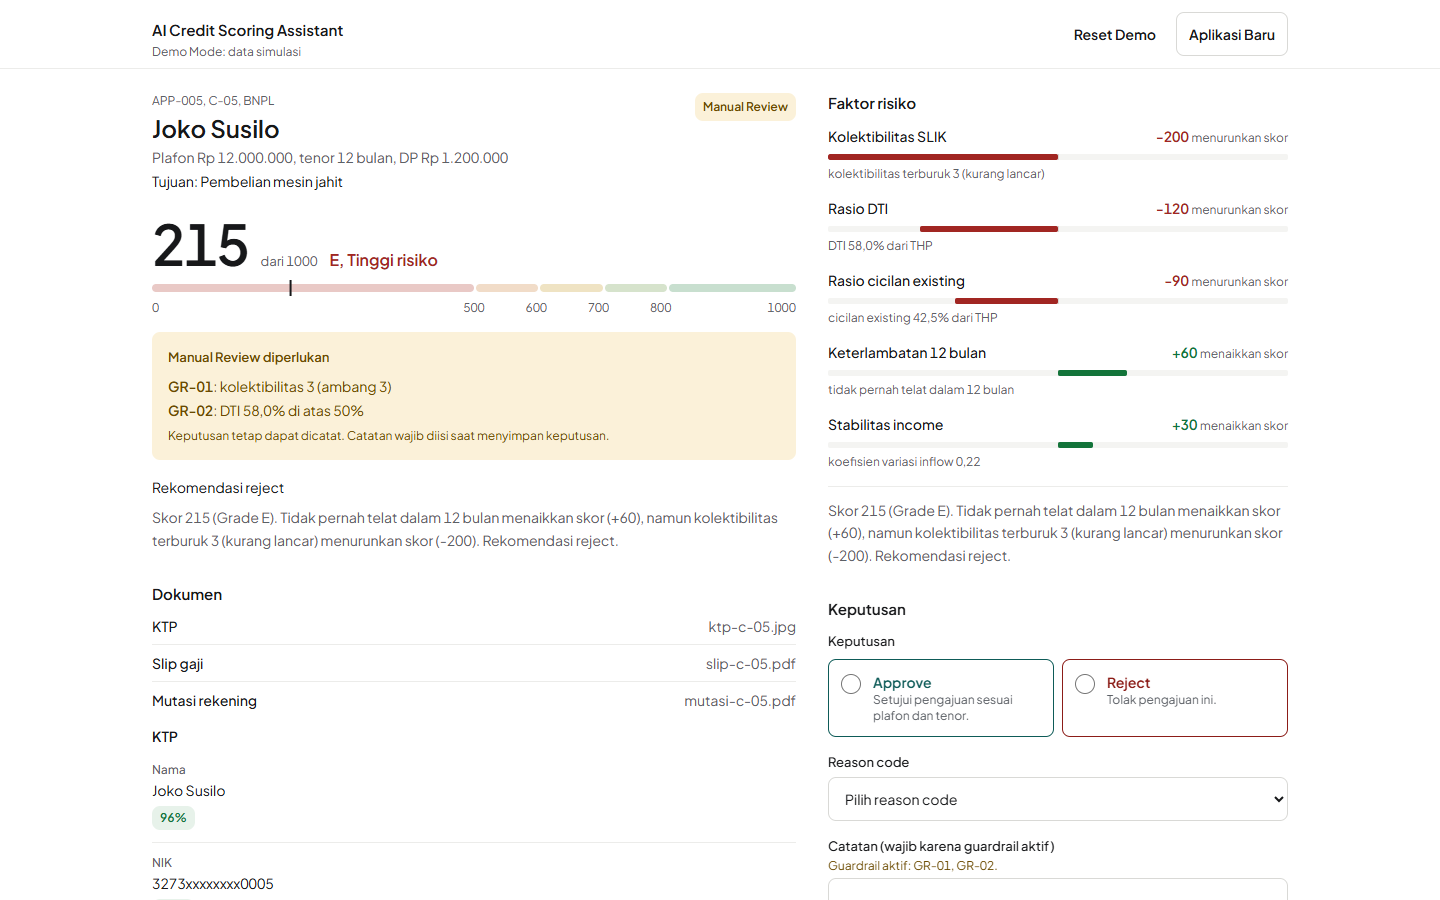 AI Credit Scoring Assistant
Demo Mode: data simulasi
Reset Demo
Aplikasi Baru
APP-005, C-05, BNPL
Manual Review
Joko Susilo
Plafon Rp 12.000.000, tenor 12 bulan, DP Rp 1.200.000
Tujuan: Pembelian mesin jahit
215 dari 1000 E, Tinggi risiko
0 500 600 700 800 1000
Manual Review diperlukan
GR-01: kolektibilitas 3 (ambang 3)
GR-02: DTI 58,0% di atas 50%
Keputusan tetap dapat dicatat. Catatan wajib diisi saat menyimpan keputusan.
Rekomendasi reject
Skor 215 (Grade E). Tidak pernah telat dalam 12 bulan menaikkan skor (+60), namun kolektibilitas
terburuk 3 (kurang lancar) menurunkan skor (-200). Rekomendasi reject.
Dokumen
KTP ktp-c-05.jpg
Slip gaji slip-c-05.pdf
Mutasi rekening mutasi-c-05.pdf
KTP
Nama
Joko Susilo
96%
NIK
3273xxxxxxxx0005
Faktor risiko
Kolektibilitas SLIK -200 menurunkan skor
kolektibilitas terburuk 3 (kurang lancar)
Rasio DTI -120 menurunkan skor
DTI 58,0% dari THP
Rasio cicilan existing -90 menurunkan skor
cicilan existing 42,5% dari THP
Keterlambatan 12 bulan +60 menaikkan skor
tidak pernah telat dalam 12 bulan
Stabilitas income +30 menaikkan skor
koefisien variasi inflow 0,22
Skor 215 (Grade E). Tidak pernah telat dalam 12 bulan menaikkan skor
(+60), namun kolektibilitas terburuk 3 (kurang lancar) menurunkan skor
(-200). Rekomendasi reject.
Keputusan
Keputusan
Approve
Setujui pengajuan sesuai
plafon dan tenor.
Reject
Tolak pengajuan ini.
Reason code
Pilih reason code
Catatan (wajib karena guardrail aktif)
Guardrail aktif: GR-01, GR-02.